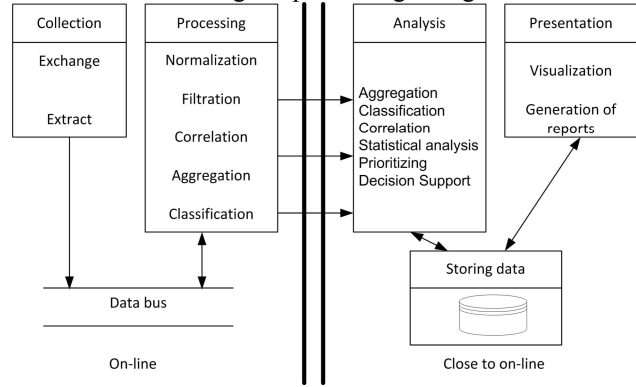 Collection
Exchange
Extract
Processing
Normalization
Filtration
Correlation
Aggregation
Classification
Analysis
Aggregation
Classification
Correlation
Statistical analysis
Prioritizing
Decision Support
Presentation
Visualization
Generation of
reports
Storing data
Data bus
On-line
Close to on-line